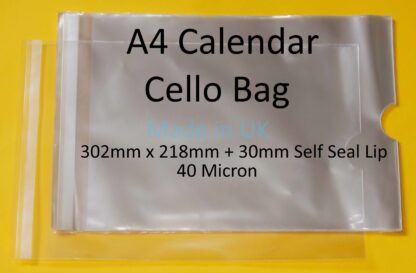 A4 Calendar
Cello Bag
Made in UK
302mm x 218mm + 30mm Self Seal Lip
40 Micron